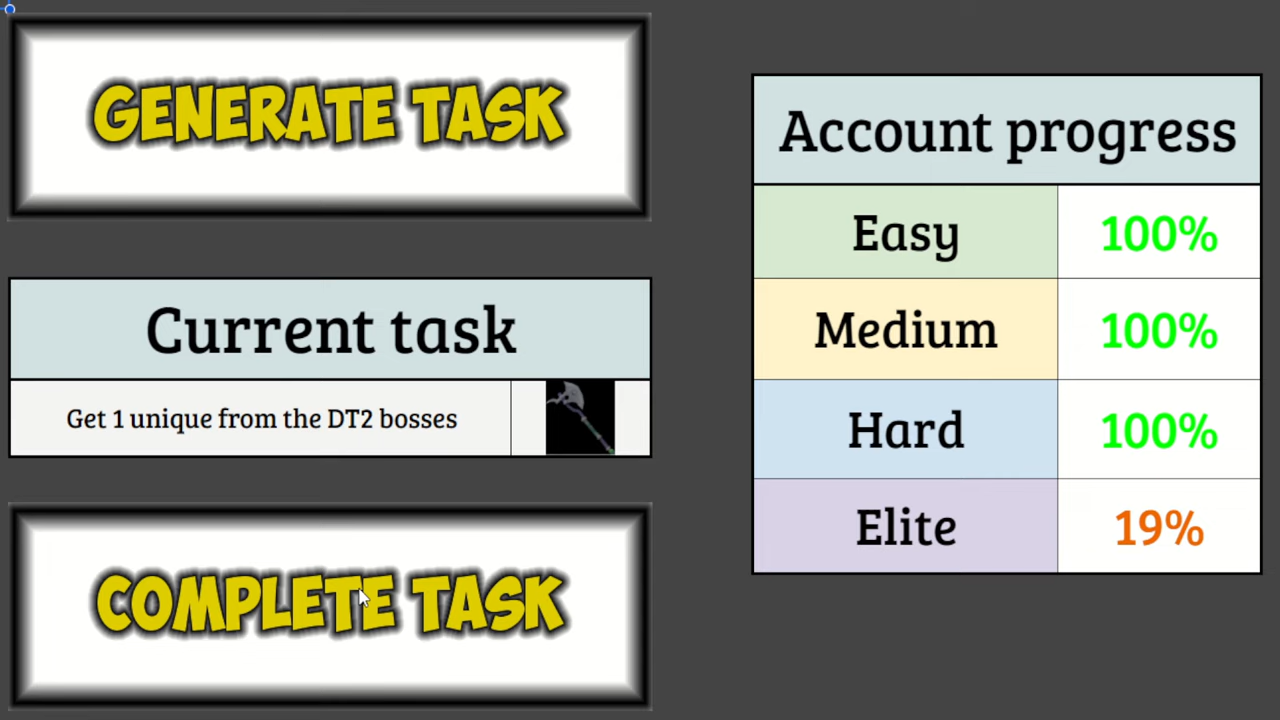 GENERATE TASK
Current task
Get 1 unique from the DT2 bosses
COMPLETE TASK
Account progress
Easy 100%
Medium 100%
Hard 100%
Elite 19%